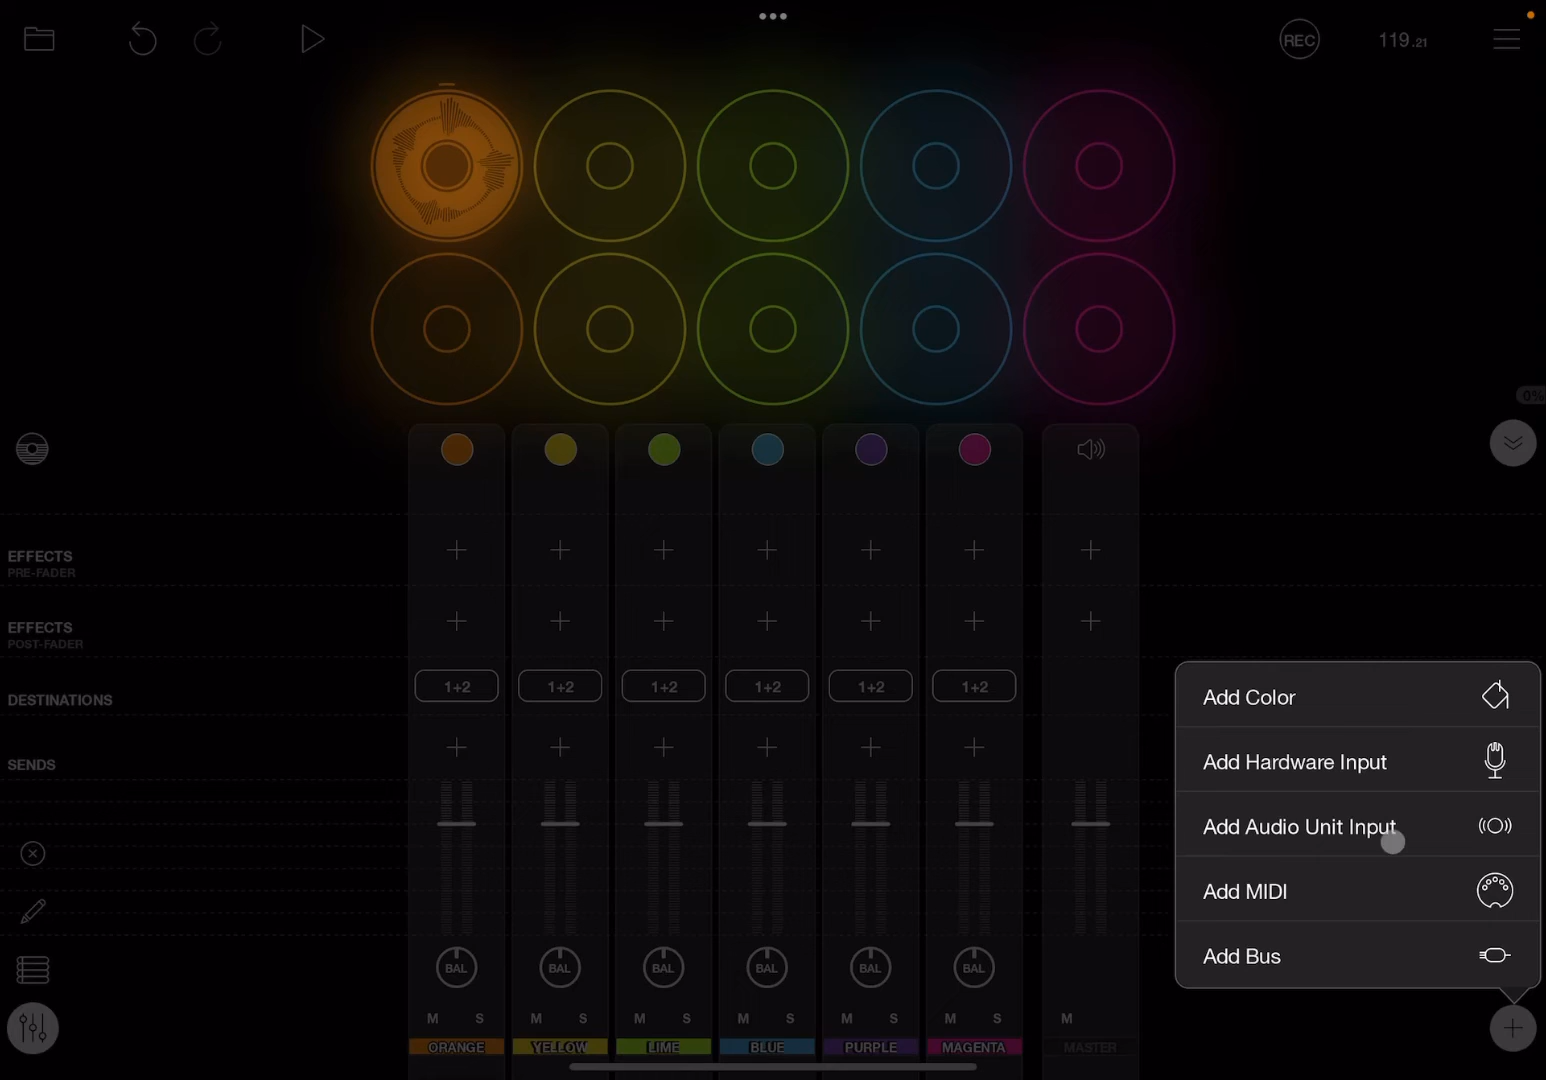 REC 119.21
0%
EFFECTS
PRE-FADER
EFFECTS
POST-FADER
DESTINATIONS 1+2 1+2 1+2 1+2 1+2 1+2
SENDS
Add Color
Add Hardware Input
Add Audio Unit Input
Add MIDI
Add Bus
BAL BAL BAL BAL BAL BAL
M S M S M S M S M S M S M
ORANGE YELLOW LIME BLUE PURPLE MAGENTA MASTER